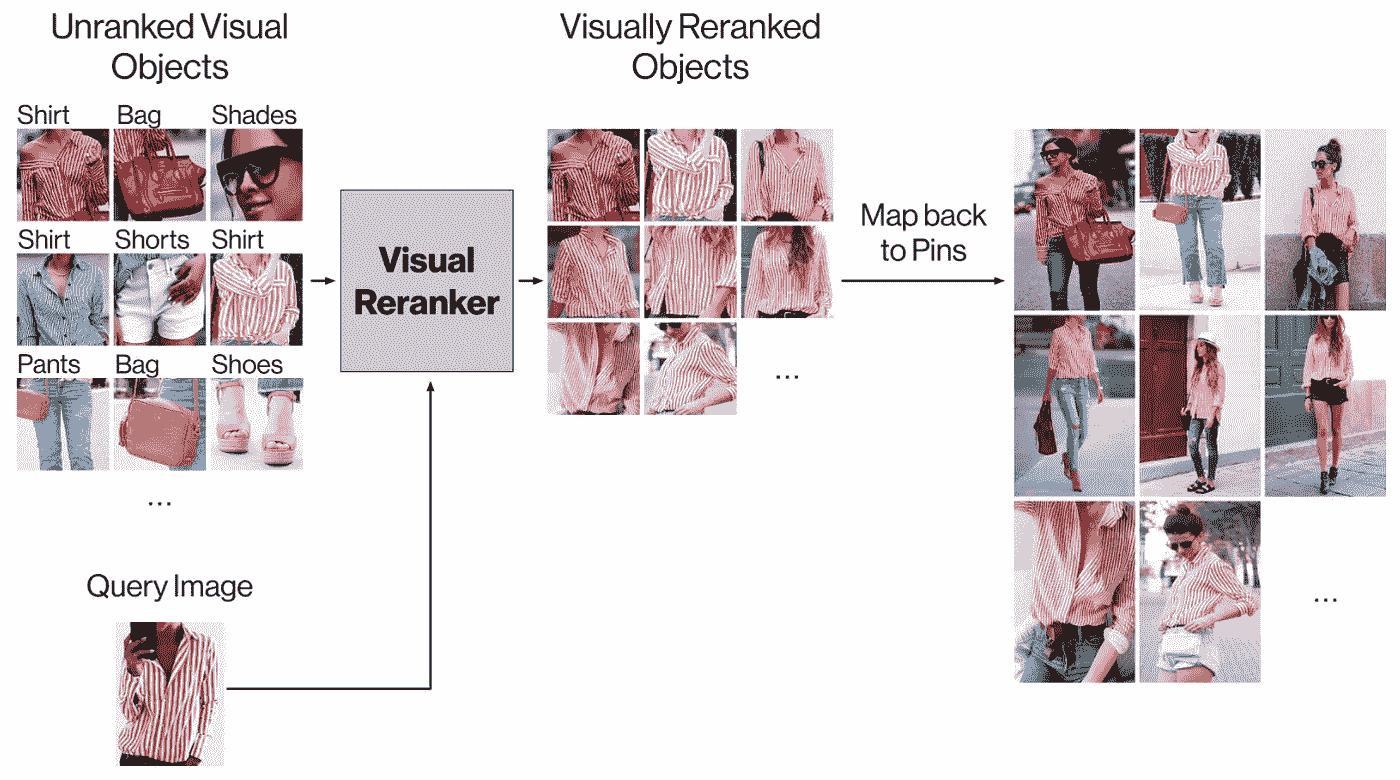 Unranked Visual
Objects
Visually Reranked
Objects
Shirt Bag Shades
Shirt Shorts Shirt
Pants Bag Shoes
...
Visual
Reranker
...
Map back
to Pins
...
Query Image